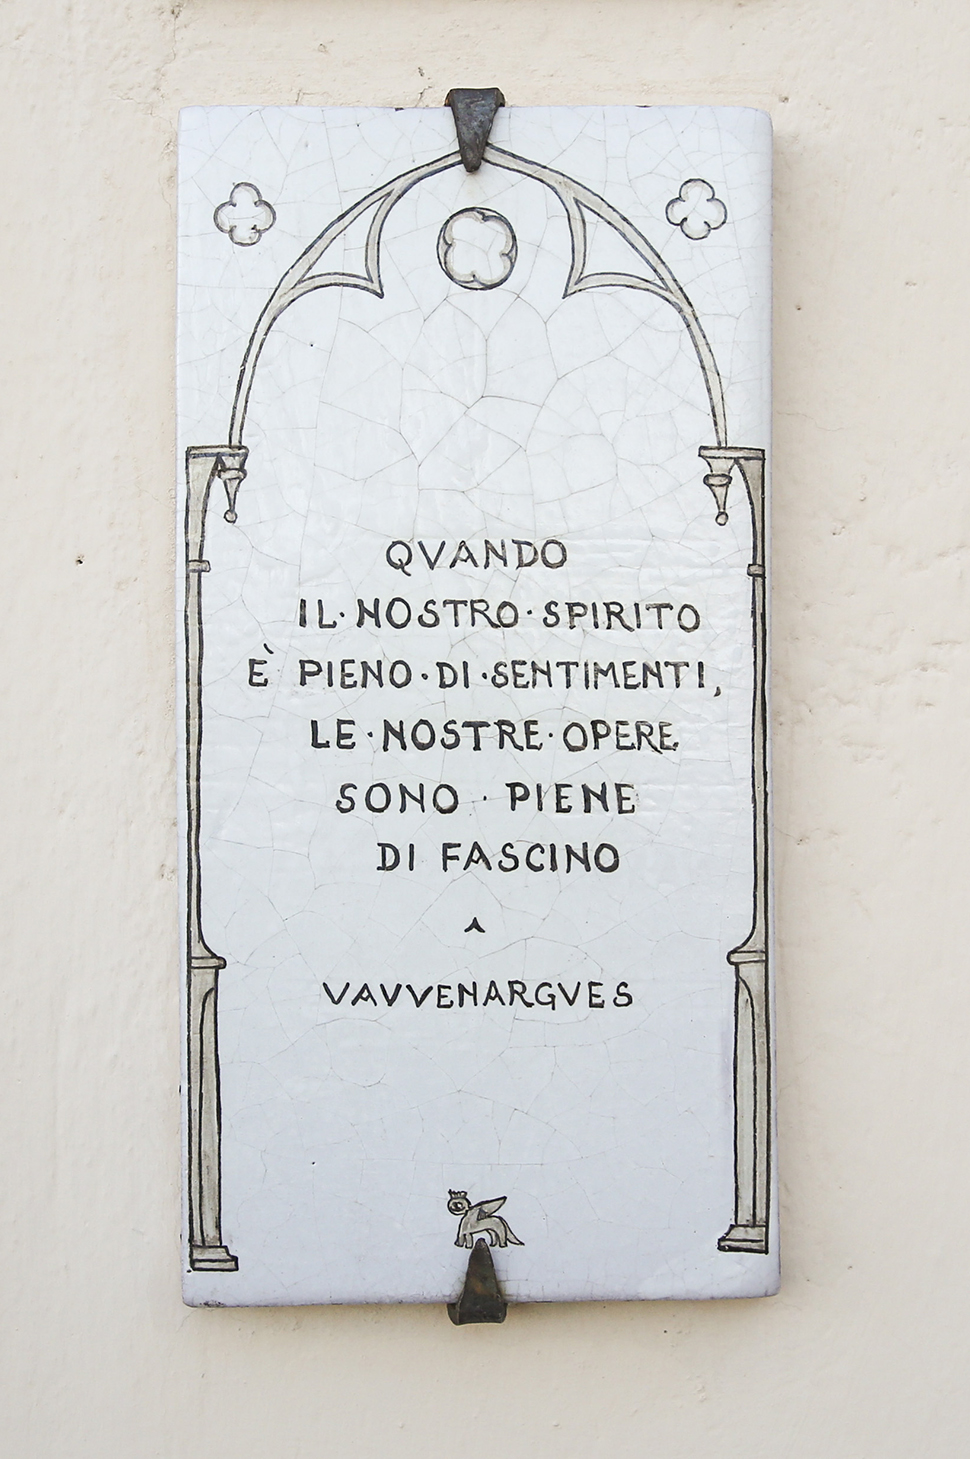 QVANDO
IL·NOSTRO·SPIRITO
È PIENO·DI·SENTIMENTI,
LE·NOSTRE·OPERE
SONO·PIENE
DI FASCINO
VAVVENARGVES